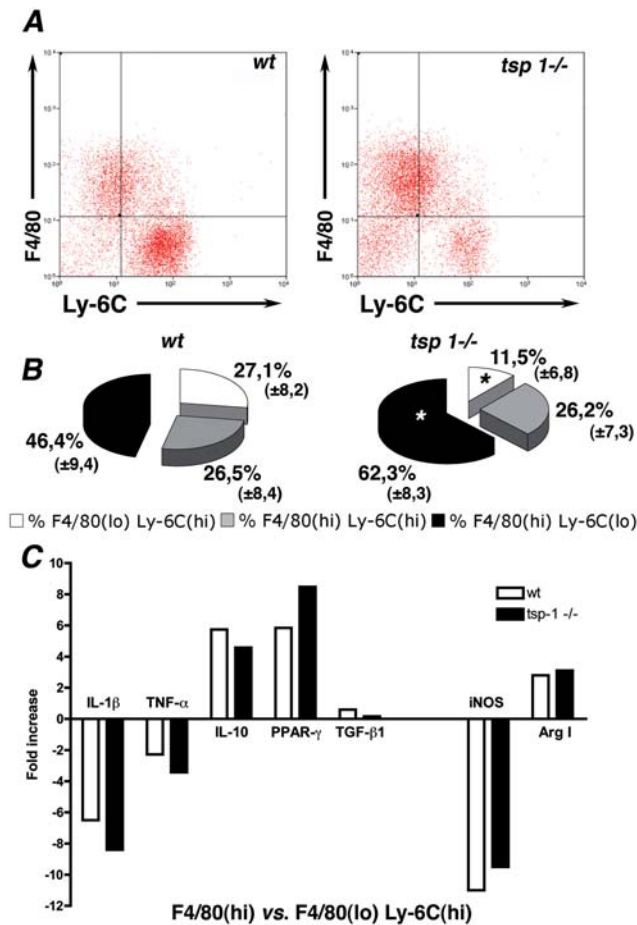 A
wt
tsp 1-/-
F4/80
F4/80
Ly-6C
Ly-6C
B
wt
tsp 1-/-
27,1%
(±8,2)
46,4%
(±9,4)
26,5%
(±8,4)
11,5%
(±6,8)
*
*
26,2%
(±7,3)
62,3%
(±8,3)
% F4/80(lo) Ly-6C(hi) % F4/80(hi) Ly-6C(hi) % F4/80(hi) Ly-6C(lo)
C
Fold increase
10
8
6
4
2
0
-2
-4
-6
-8
-10
-12
wt
tsp-1 -/-
IL-1β TNF-α iNOS
IL-10 PPAR-γ TGF-β1 Arg I
F4/80(hi) vs. F4/80(lo) Ly-6C(hi)